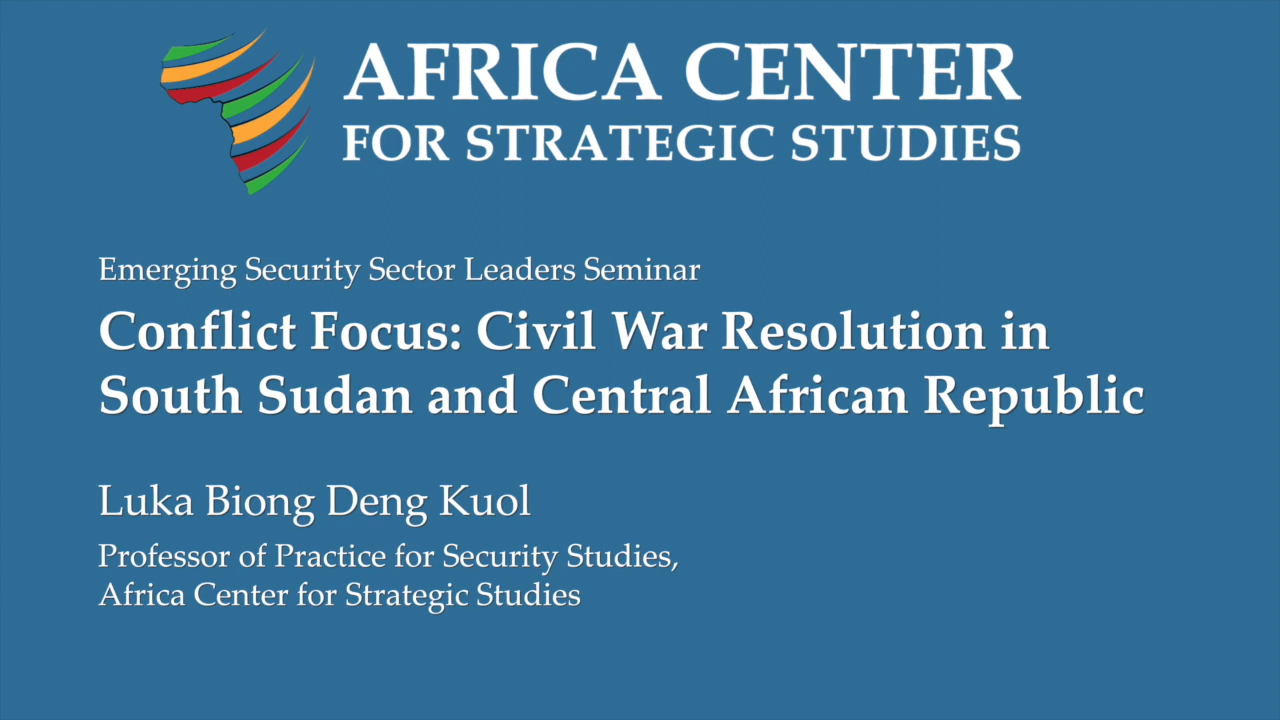 AFRICA CENTER
FOR STRATEGIC STUDIES
Emerging Security Sector Leaders Seminar
Conflict Focus: Civil War Resolution in
South Sudan and Central African Republic
Luka Biong Deng Kuol
Professor of Practice for Security Studies,
Africa Center for Strategic Studies